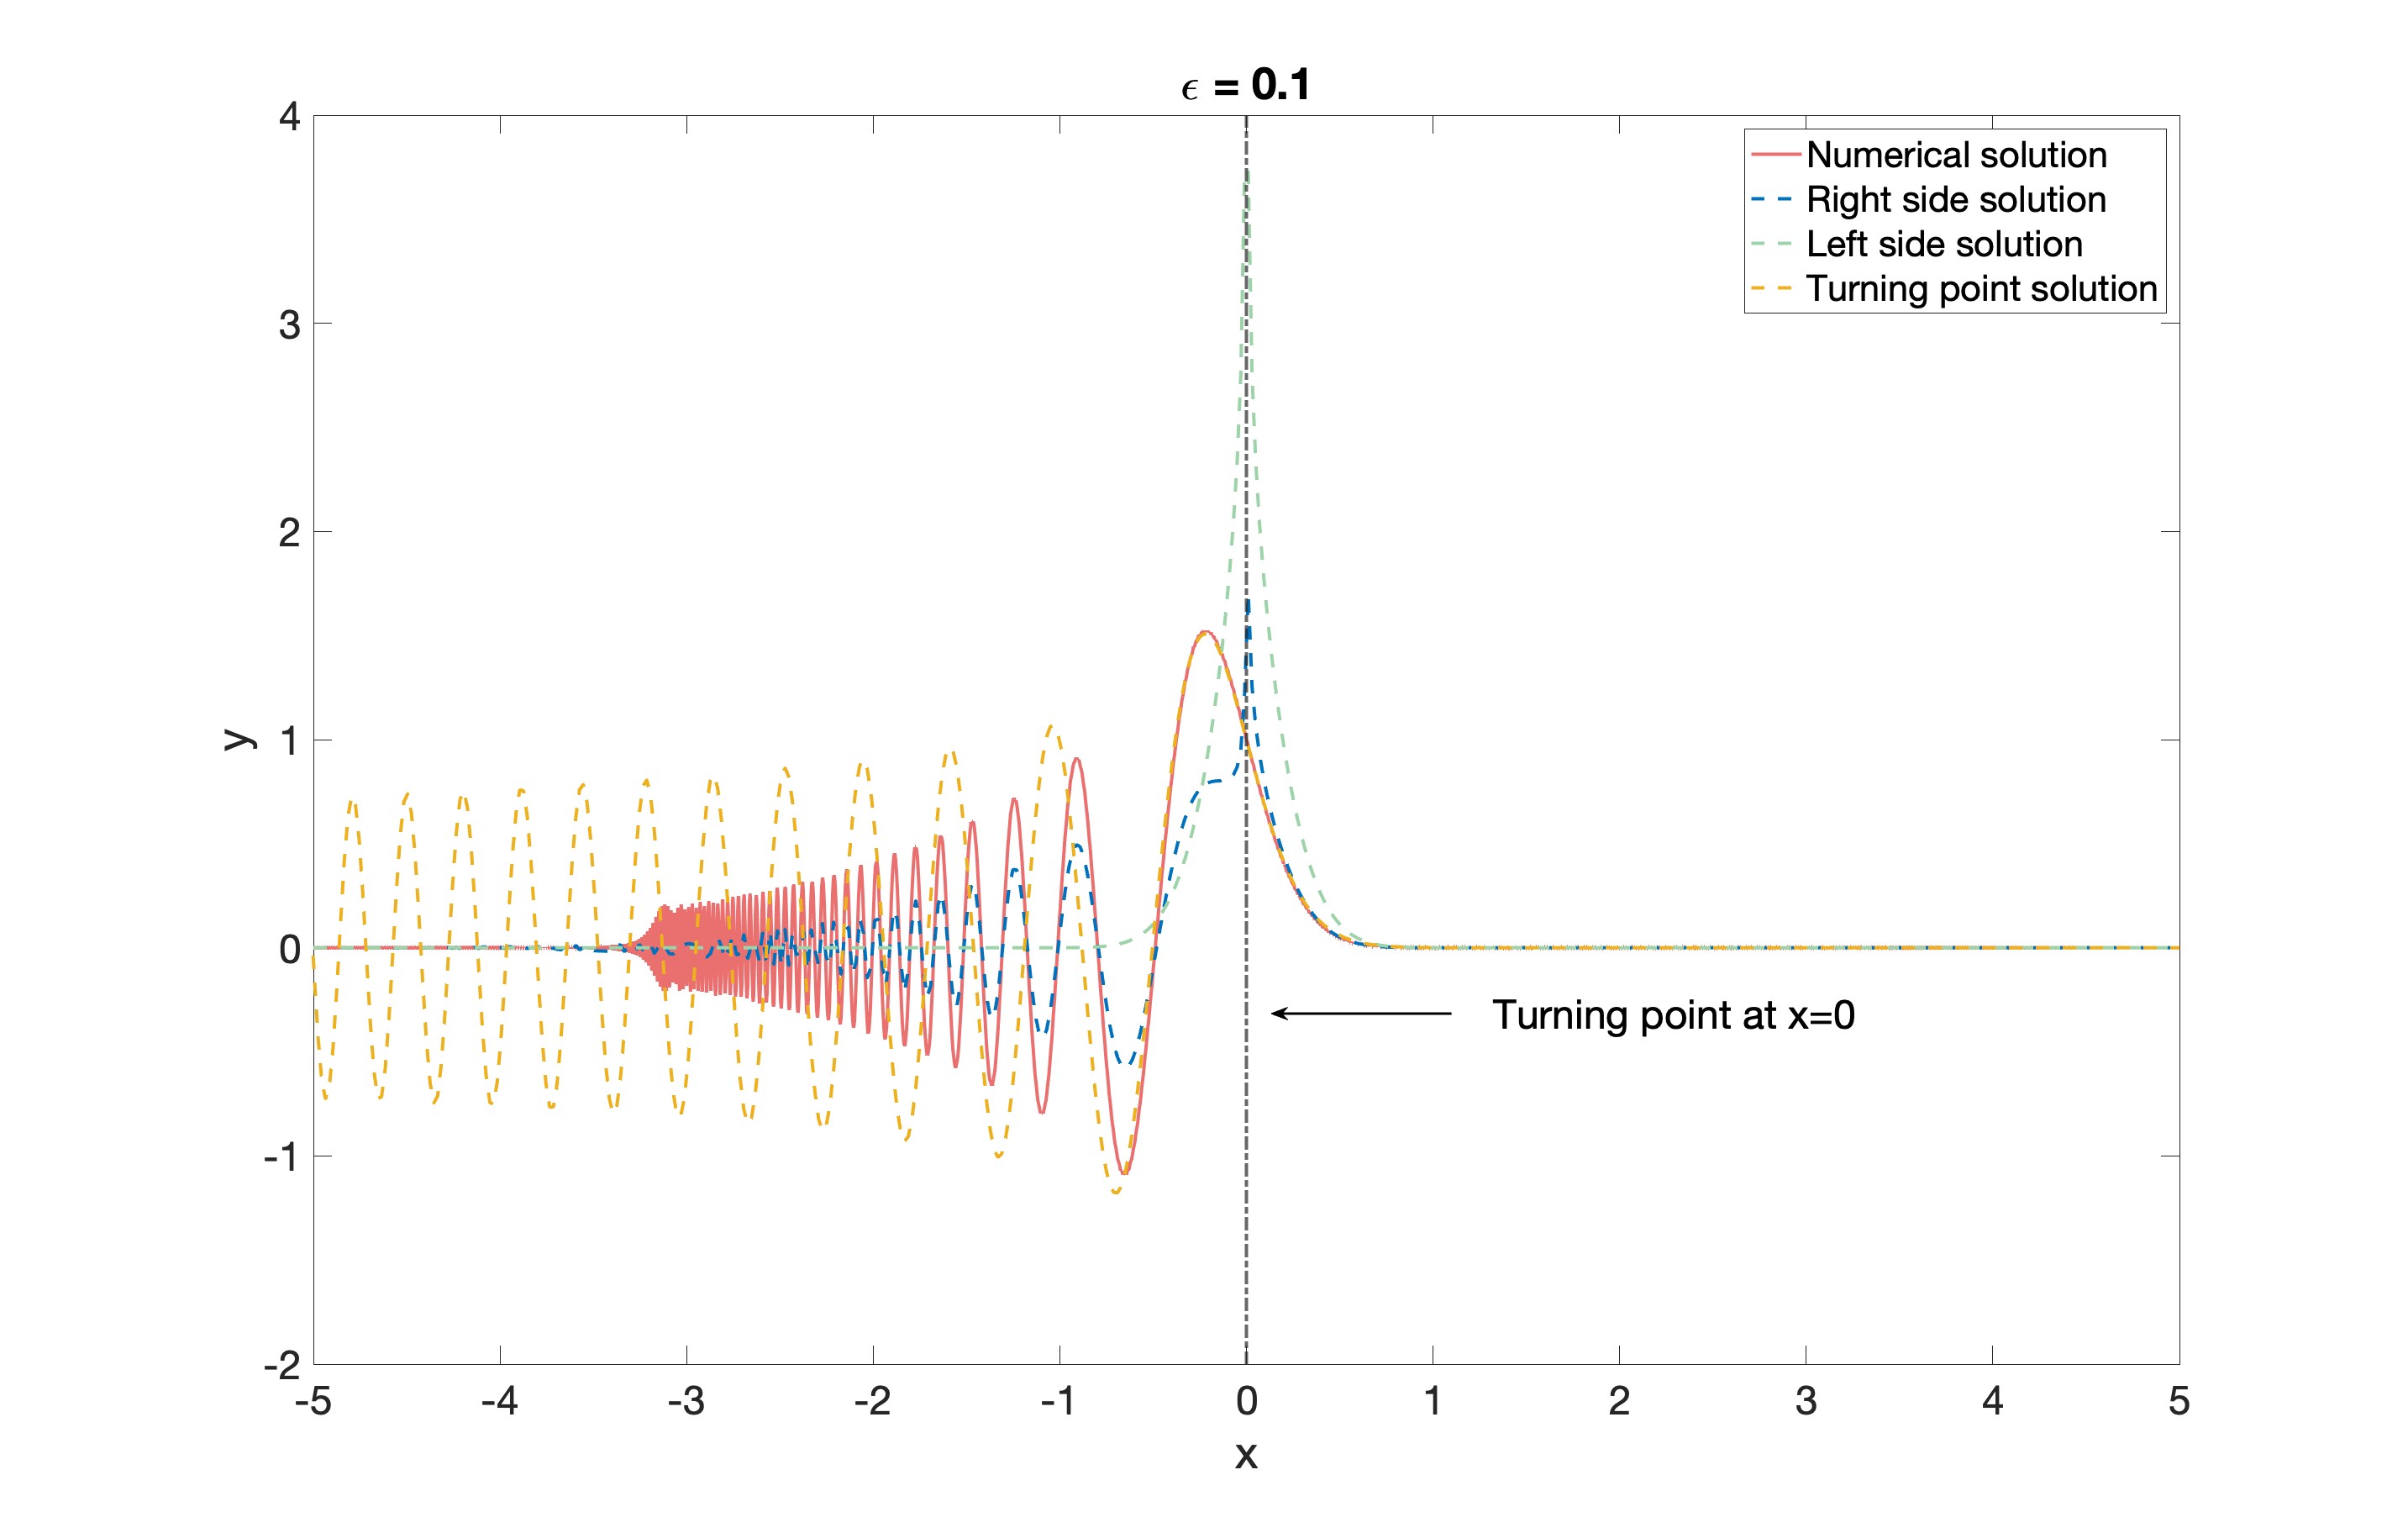 ϵ = 0.1
4
3
2
1
0
-1
-2
y
Numerical solution
Right side solution
Left side solution
Turning point solution
Turning point at x=0
-5 -4 -3 -2 -1 0 1 2 3 4 5
x